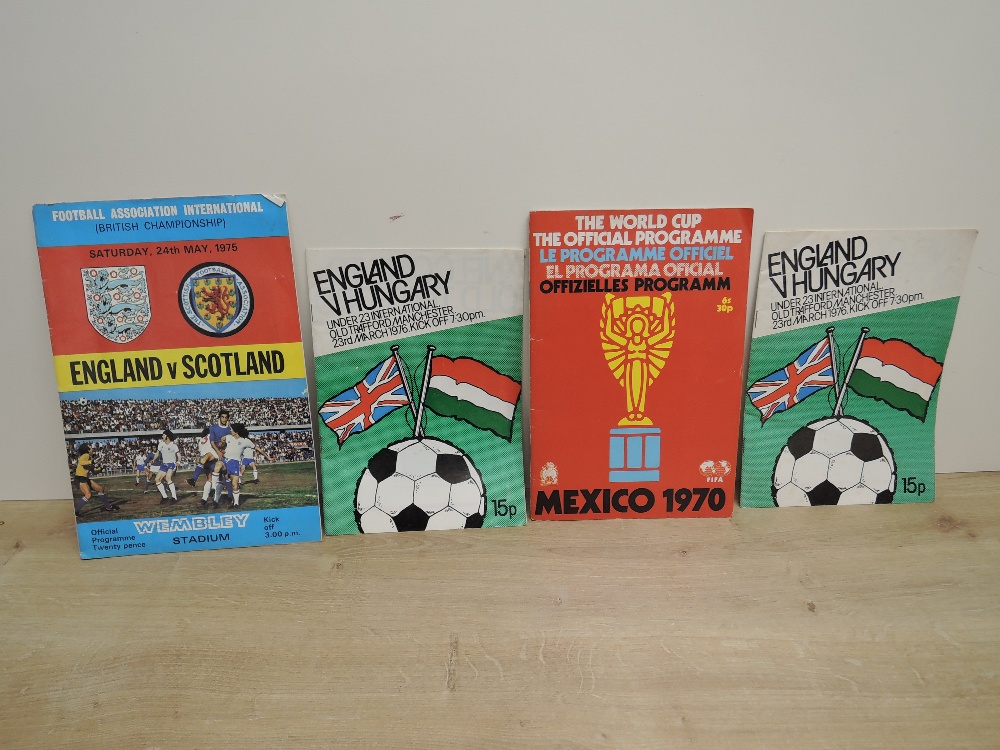 FOOTBALL ASSOCIATION INTERNATIONAL
(BRITISH CHAMPIONSHIP)
SATURDAY, 24th MAY, 1975
ENGLAND v SCOTLAND
Official
Programme
Twenty pence
WEMBLEY
STADIUM
Kick
off
3.00 p.m.
ENGLAND
V HUNGARY
UNDER 23 INTERNATIONAL.
OLD TRAFFORD/MANCHESTER
23rd MARCH 1976. KICK OFF 7·30pm.
15p
THE WORLD CUP
THE OFFICIAL PROGRAMME
LE PROGRAMME OFFICIEL
EL PROGRAMA OFICIAL
OFFIZIELLES PROGRAMM
6s
30p
FIFA
MEXICO 1970
ENGLAND
V HUNGARY
UNDER 23 INTERNATIONAL.
OLD TRAFFORD/MANCHESTER
23rd MARCH 1976. KICK OFF 7·30pm.
15p